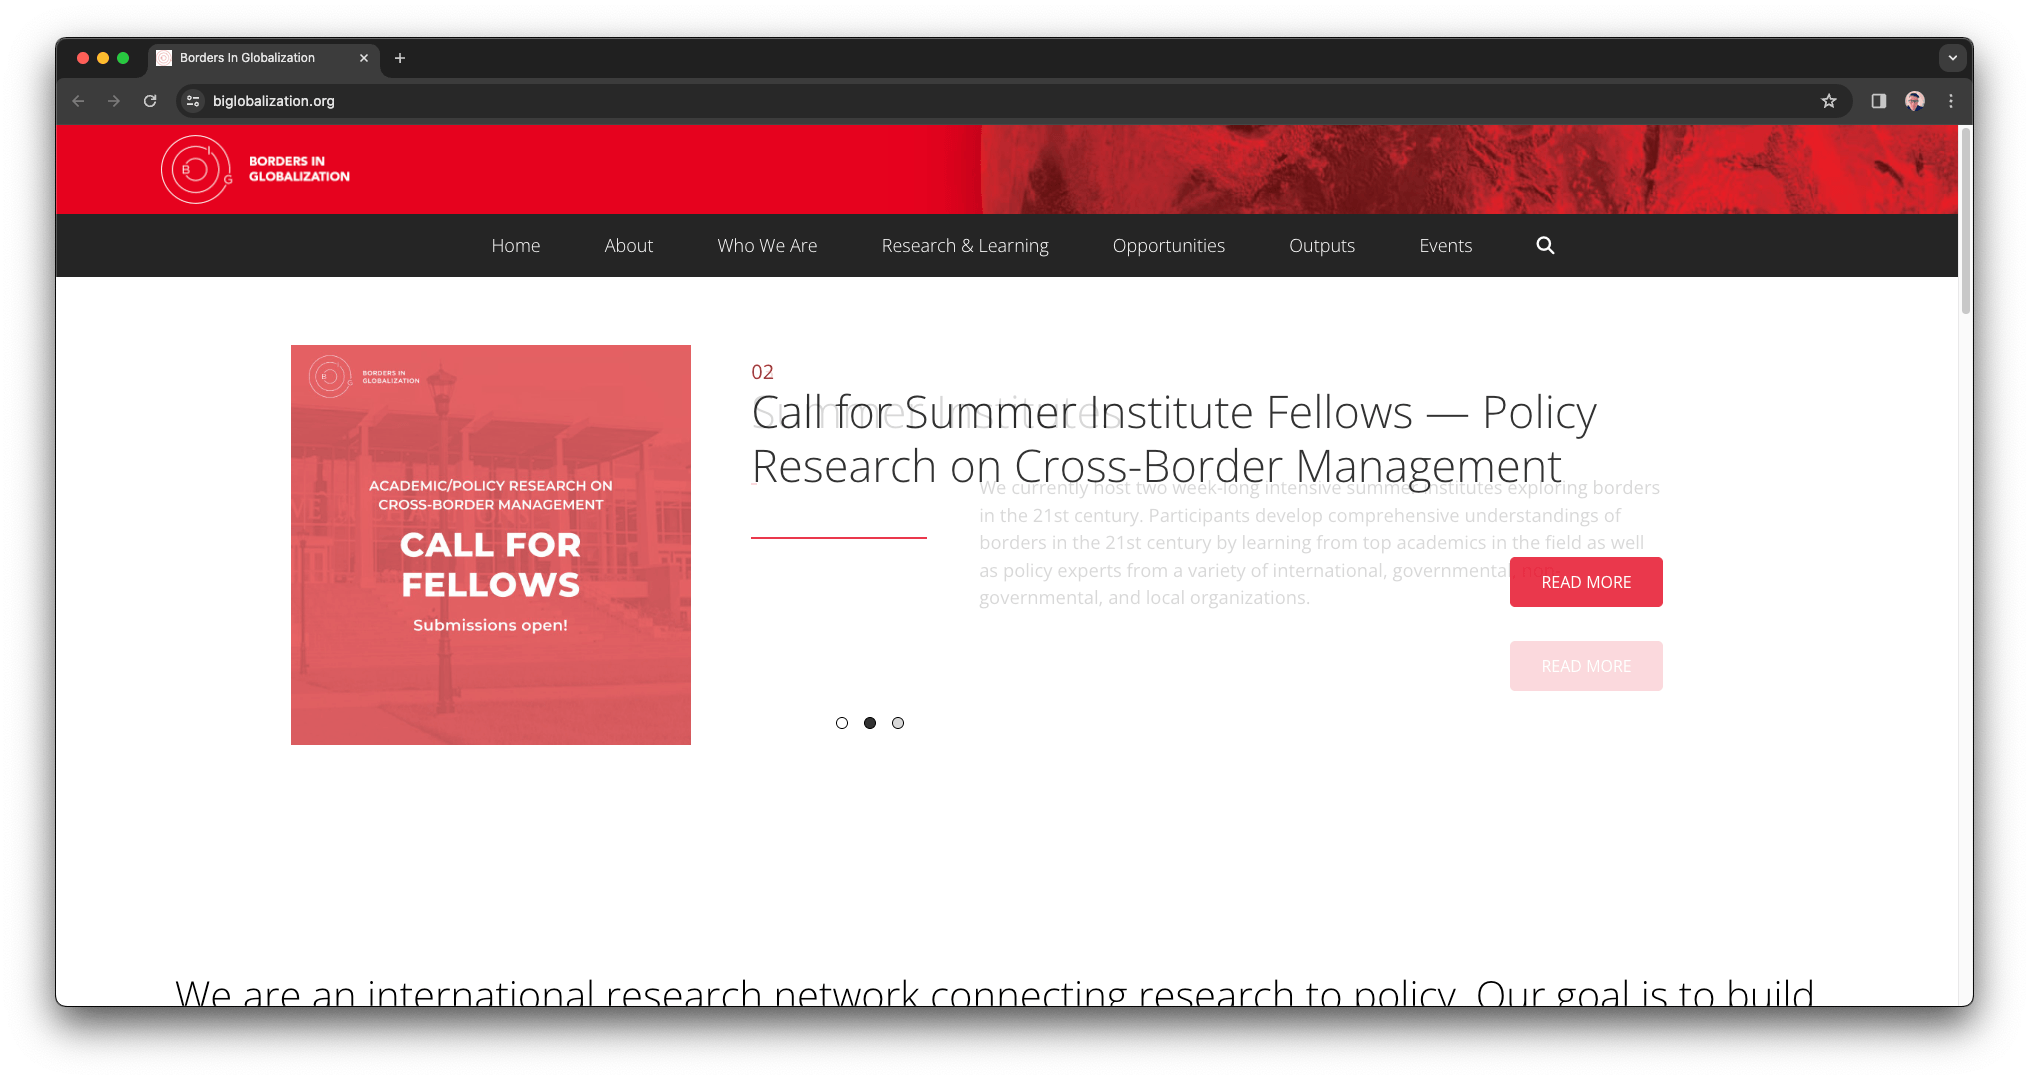 Borders In Globalization
biglobalization.org
BORDERS IN
GLOBALIZATION
B I G
Home About Who We Are Research & Learning Opportunities Outputs Events
BORDERS IN
GLOBALIZATION
ACADEMIC/POLICY RESEARCH ON
CROSS-BORDER MANAGEMENT
CALL FOR
FELLOWS
Submissions open!
02
Summer Institutes
Call for Summer Institute Fellows — Policy
Research on Cross-Border Management
We currently host two week-long intensive summer institutes exploring borders
in the 21st century. Participants develop comprehensive understandings of
borders in the 21st century by learning from top academics in the field as well
as policy experts from a variety of international, governmental, non-
governmental, and local organizations.
READ MORE
READ MORE
We are an international research network connecting research to policy. Our goal is to build